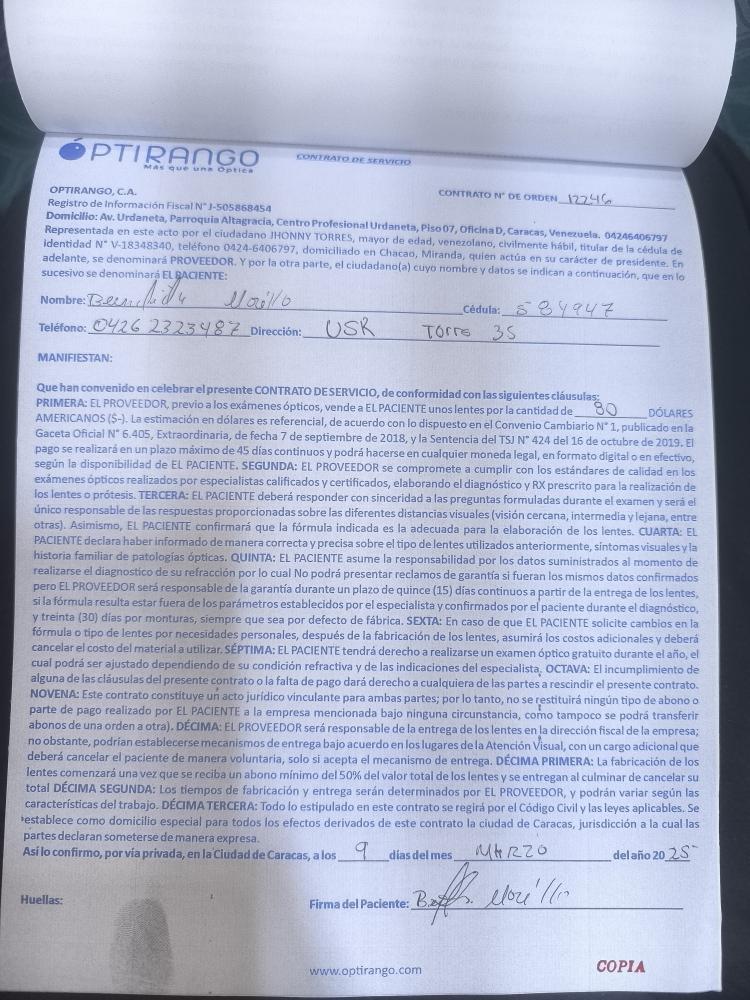 OPTIRANGO
Más que una Óptica
CONTRATO DE SERVICIO
OPTIRANGO, C.A.
CONTRATO N° DE ORDEN 12246
Registro de Información Fiscal N° J-505868454
Domicilio: Av. Urdaneta, Parroquia Altagracia, Centro Profesional Urdaneta, Piso 07, Oficina D, Caracas, Venezuela. 04246406797
Representada en este acto por el ciudadano JHONNY TORRES, mayor de edad, venezolano, civilmente hábil, titular de la cédula de
identidad N° V-18348340, teléfono 0424-6406797, domiciliado en Chacao, Miranda, quien actúa en su carácter de presidente. En
adelante, se denominará PROVEEDOR. Y por la otra parte, el ciudadano(a) cuyo nombre y datos se indican a continuación, que en lo
sucesivo se denominará EL PACIENTE:
Nombre: Morillo Cédula: 584947
Teléfono: 0426 2323487 Dirección: USR Torre 35
MANIFIESTAN:
Que han convenido en celebrar el presente CONTRATO DE SERVICIO, de conformidad con las siguientes cláusulas:
PRIMERA: EL PROVEEDOR, previo a los exámenes ópticos, vende a EL PACIENTE unos lentes por la cantidad de 80 DÓLARES
AMERICANOS ($-). La estimación en dólares es referencial, de acuerdo con lo dispuesto en el Convenio Cambiario N° 1, publicado en la
Gaceta Oficial N° 6.405, Extraordinaria, de fecha 7 de septiembre de 2018, y la Sentencia del TSJ N° 424 del 16 de octubre de 2019. El
pago se realizará en un plazo máximo de 45 días continuos y podrá hacerse en cualquier moneda legal, en formato digital o en efectivo,
según la disponibilidad de EL PACIENTE. SEGUNDA: EL PROVEEDOR se compromete a cumplir con los estándares de calidad en los
exámenes ópticos realizados por especialistas calificados y certificados, elaborando el diagnóstico y RX prescrito para la realización de
los lentes o prótesis. TERCERA: EL PACIENTE deberá responder con sinceridad a las preguntas formuladas durante el examen y será el
único responsable de las respuestas proporcionadas sobre las diferentes distancias visuales (visión cercana, intermedia y lejana, entre
otras). Asimismo, EL PACIENTE confirmará que la fórmula indicada es la adecuada para la elaboración de los lentes. CUARTA: EL
PACIENTE declara haber informado de manera correcta y precisa sobre el tipo de lentes utilizados anteriormente, síntomas visuales y la
historia familiar de patologías ópticas. QUINTA: EL PACIENTE asume la responsabilidad por los datos suministrados al momento de
realizarse el diagnostico de su refracción por lo cual No podrá presentar reclamos de garantía si fueran los mismos datos confirmados
pero EL PROVEEDOR será responsable de la garantía durante un plazo de quince (15) días continuos a partir de la entrega de los lentes,
si la fórmula resulta estar fuera de los parámetros establecidos por el especialista y confirmados por el paciente durante el diagnóstico,
y treinta (30) días por monturas, siempre que sea por defecto de fábrica. SEXTA: En caso de que EL PACIENTE solicite cambios en la
fórmula o tipo de lentes por necesidades personales, después de la fabricación de los lentes, asumirá los costos adicionales y deberá
cancelar el costo del material a utilizar. SÉPTIMA: EL PACIENTE tendrá derecho a realizarse un examen óptico gratuito durante el año, el
cual podrá ser ajustado dependiendo de su condición refractiva y de las indicaciones del especialista. OCTAVA: El incumplimiento de
alguna de las cláusulas del presente contrato o la falta de pago dará derecho a cualquiera de las partes a rescindir el presente contrato.
NOVENA: Este contrato constituye un acto jurídico vinculante para ambas partes; por lo tanto, no se restituirá ningún tipo de abono o
parte de pago realizado por EL PACIENTE a la empresa mencionada bajo ninguna circunstancia, como tampoco se podrá transferir
abonos de una orden a otra). DÉCIMA: EL PROVEEDOR será responsable de la entrega de los lentes en la dirección fiscal de la empresa;
no obstante, podrían establecerse mecanismos de entrega bajo acuerdo en los lugares de la Atención Visual, con un cargo adicional que
deberá cancelar el paciente de manera voluntaria, solo si acepta el mecanismo de entrega. DÉCIMA PRIMERA: La fabricación de los
lentes comenzará una vez que se reciba un abono mínimo del 50% del valor total de los lentes y se entregan al culminar de cancelar su
total DÉCIMA SEGUNDA: Los tiempos de fabricación y entrega serán determinados por EL PROVEEDOR, y podrán variar según las
características del trabajo. DÉCIMA TERCERA: Todo lo estipulado en este contrato se regirá por el Código Civil y las leyes aplicables. Se
establece como domicilio especial para todos los efectos derivados de este contrato la ciudad de Caracas, jurisdicción a la cual las
partes declaran someterse de manera expresa.
Así lo confirmo, por vía privada, en la Ciudad de Caracas, a los 9 días del mes MARZO del año 2025
Huellas:
Firma del Paciente: Morillo
www.optirango.com
COPIA